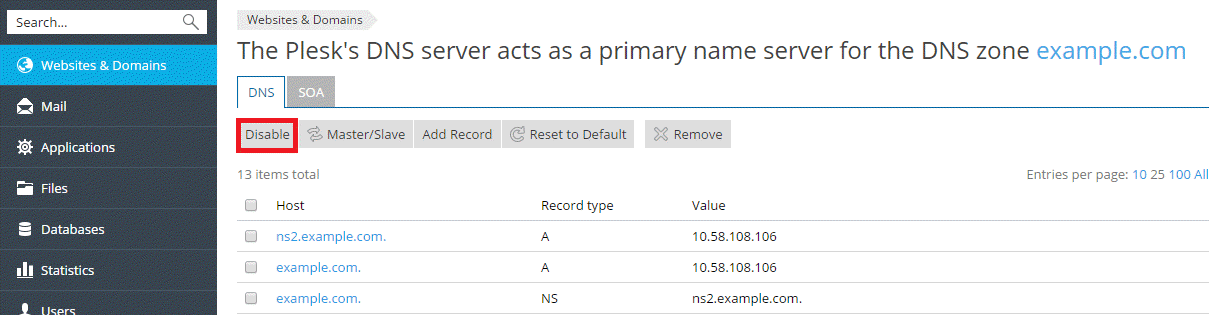 Search...
Websites & Domains
Mail
Applications
Files
Databases
Statistics
Users
Websites & Domains
The Plesk's DNS server acts as a primary name server for the DNS zone example.com
DNS SOA
Disable Master/Slave Add Record Reset to Default Remove
13 items total Entries per page: 10 25 100 All
Host Record type Value
ns2.example.com. A 10.58.108.106
example.com. A 10.58.108.106
example.com. NS ns2.example.com.